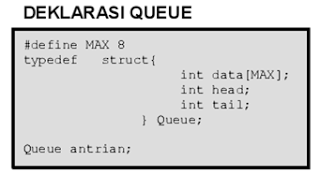 DEKLARASI QUEUE
#define MAX 8
typedef struct{
int data[MAX];
int head;
int tail;
} Queue;
Queue antrian;